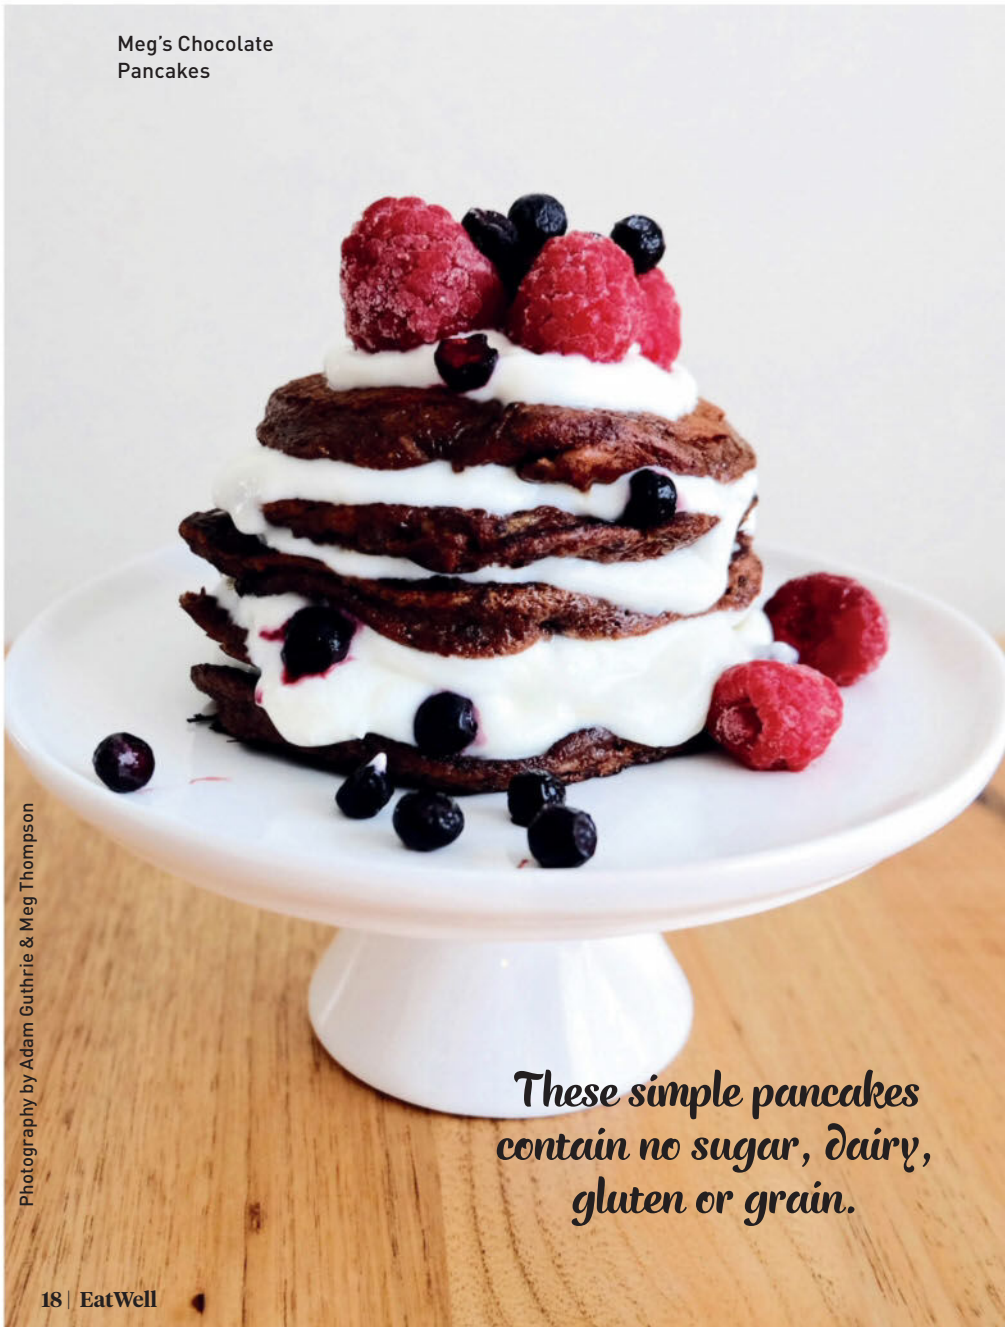 Meg’s Chocolate
Pancakes
Photography by Adam Guthrie & Meg Thompson
These simple pancakes
contain no sugar, dairy,
gluten or grain.
18 | EatWell